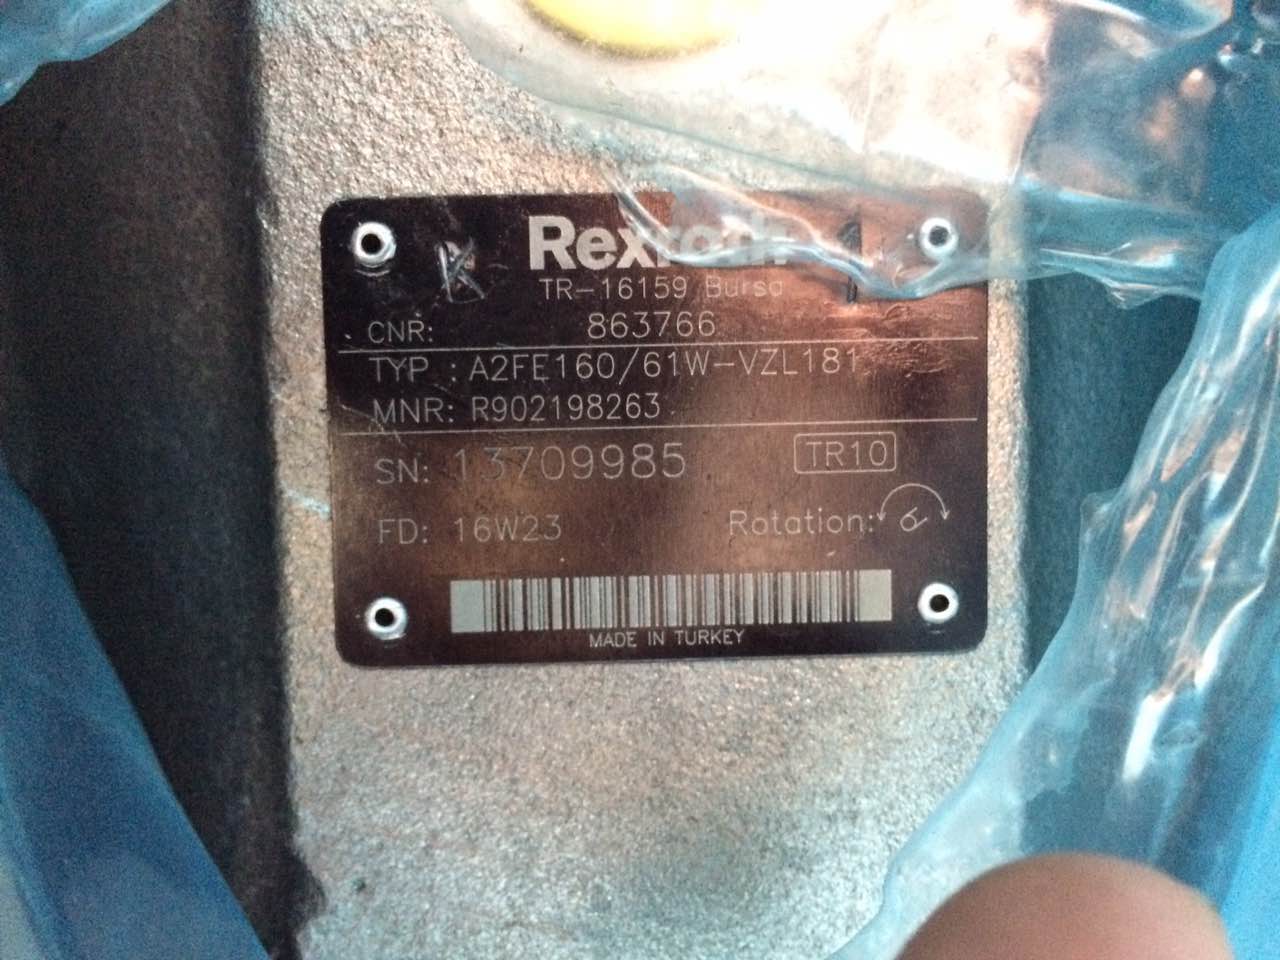 Rexroth
TR-16159 Bursa
CNR: 863766
TYP : A2FE160/61W-VZL181
MNR: R902198263
SN: 13709985 TR10
FD: 16W23 Rotation:
MADE IN TURKEY